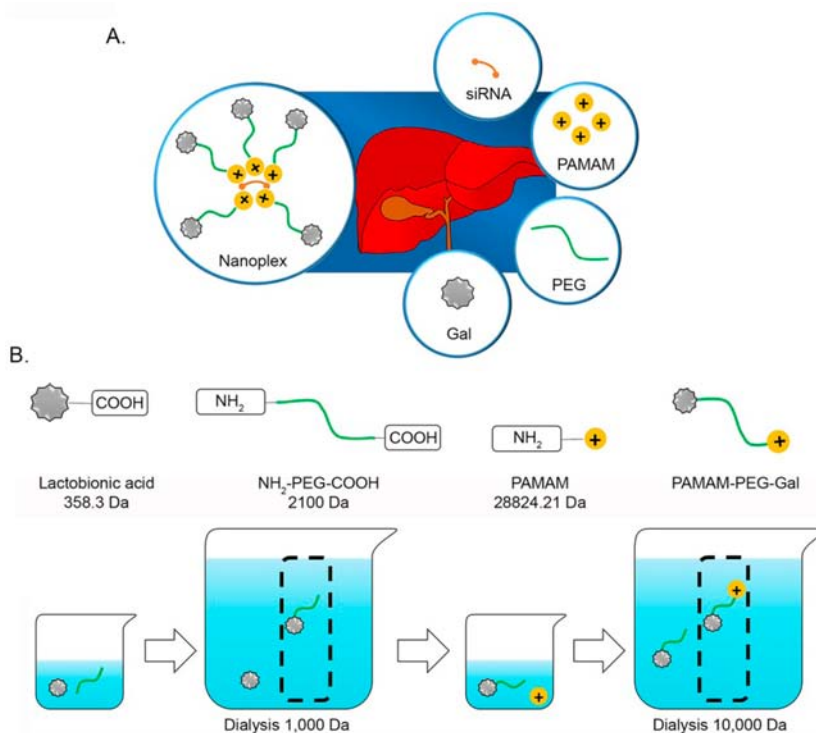 A.
siRNA
PAMAM
Nanoplex
PEG
Gal
B.
COOH
NH₂
COOH
NH₂
Lactobionic acid
358.3 Da
NH₂-PEG-COOH
2100 Da
PAMAM
28824.21 Da
PAMAM-PEG-Gal
Dialysis 1,000 Da
Dialysis 10,000 Da